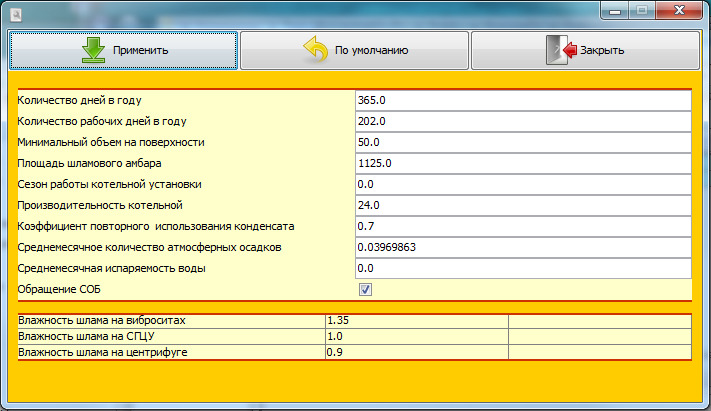 Применить По умолчанию Закрыть
Количество дней в году 365.0
Количество рабочих дней в году 202.0
Минимальный объем на поверхности 50.0
Площадь шламового амбара 1125.0
Сезон работы котельной установки 0.0
Производительность котельной 24.0
Коэффициент повторного использования конденсата 0.7
Среднемесячное количество атмосферных осадков 0.03969863
Среднемесячная испаряемость воды 0.0
Обращение СОБ
Влажность шлама на виброситах 1.35
Влажность шлама на СГЦУ 1.0
Влажность шлама на центрифуге 0.9